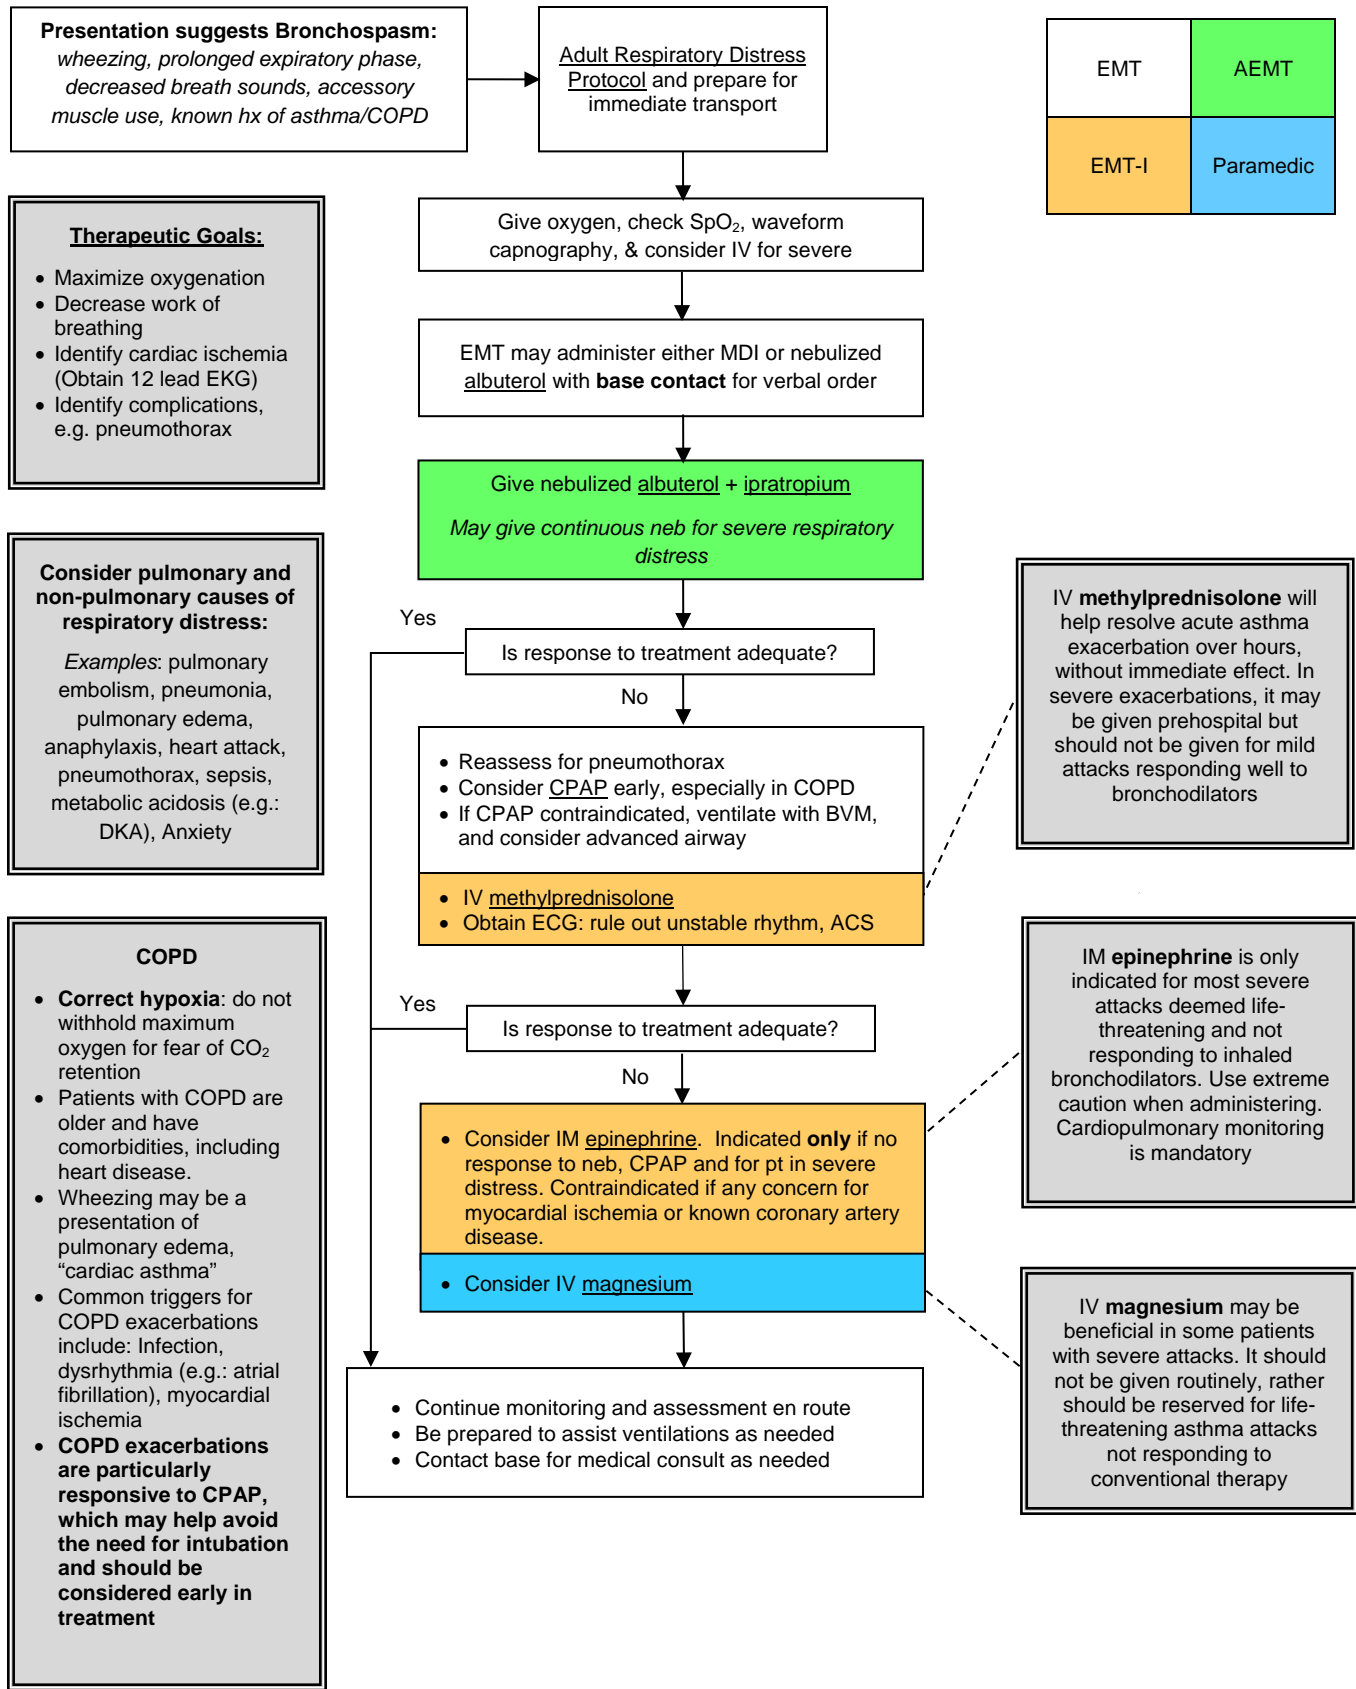 Presentation suggests Bronchospasm:
wheezing, prolonged expiratory phase,
decreased breath sounds, accessory
muscle use, known hx of asthma/COPD
Adult Respiratory Distress
Protocol and prepare for
immediate transport
EMT
AEMT
EMT-I
Paramedic
Give oxygen, check SpO₂, waveform
capnography, & consider IV for severe
Therapeutic Goals:
• Maximize oxygenation
• Decrease work of
breathing
• Identify cardiac ischemia
(Obtain 12 lead EKG)
• Identify complications,
e.g. pneumothorax
EMT may administer either MDI or nebulized
albuterol with base contact for verbal order
Give nebulized albuterol + ipratropium
May give continuous neb for severe respiratory
distress
Consider pulmonary and
non-pulmonary causes of
respiratory distress:
Examples: pulmonary
embolism, pneumonia,
pulmonary edema,
anaphylaxis, heart attack,
pneumothorax, sepsis,
metabolic acidosis (e.g.:
DKA), Anxiety
Yes
Is response to treatment adequate?
No
IV methylprednisolone will
help resolve acute asthma
exacerbation over hours,
without immediate effect. In
severe exacerbations, it may
be given prehospital but
should not be given for mild
attacks responding well to
bronchodilators
• Reassess for pneumothorax
• Consider CPAP early, especially in COPD
• If CPAP contraindicated, ventilate with BVM,
and consider advanced airway
• IV methylprednisolone
• Obtain ECG: rule out unstable rhythm, ACS
COPD
• Correct hypoxia: do not
withhold maximum
oxygen for fear of CO₂
retention
• Patients with COPD are
older and have
comorbidities, including
heart disease.
• Wheezing may be a
presentation of
pulmonary edema,
“cardiac asthma”
• Common triggers for
COPD exacerbations
include: Infection,
dysrhythmia (e.g.: atrial
fibrillation), myocardial
ischemia
• COPD exacerbations
are particularly
responsive to CPAP,
which may help avoid
the need for intubation
and should be
considered early in
treatment
Yes
Is response to treatment adequate?
No
IM epinephrine is only
indicated for most severe
attacks deemed life-
threatening and not
responding to inhaled
bronchodilators. Use extreme
caution when administering.
Cardiopulmonary monitoring
is mandatory
• Consider IM epinephrine. Indicated only if no
response to neb, CPAP and for pt in severe
distress. Contraindicated if any concern for
myocardial ischemia or known coronary artery
disease.
• Consider IV magnesium
IV magnesium may be
beneficial in some patients
with severe attacks. It should
not be given routinely, rather
should be reserved for life-
threatening asthma attacks
not responding to
conventional therapy
• Continue monitoring and assessment en route
• Be prepared to assist ventilations as needed
• Contact base for medical consult as needed